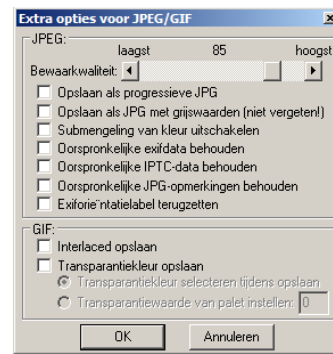 Extra opties voor JPEG/GIF
JPEG:
laagst 85 hoogst
Bewaarkwaliteit:
Opslaan als progressieve JPG
Opslaan als JPG met grijswaarden (niet vergeten!)
Submengeling van kleur uitschakelen
Oorspronkelijke exifdata behouden
Oorspronkelijke IPTC-data behouden
Oorspronkelijke JPG-opmerkingen behouden
Exiforie¨ntatielabel terugzetten
GIF:
Interlaced opslaan
Transparantiekleur opslaan
Transparantiekleur selecteren tijdens opslaan
Transparantiewaarde van palet instellen: 0
OK Annuleren